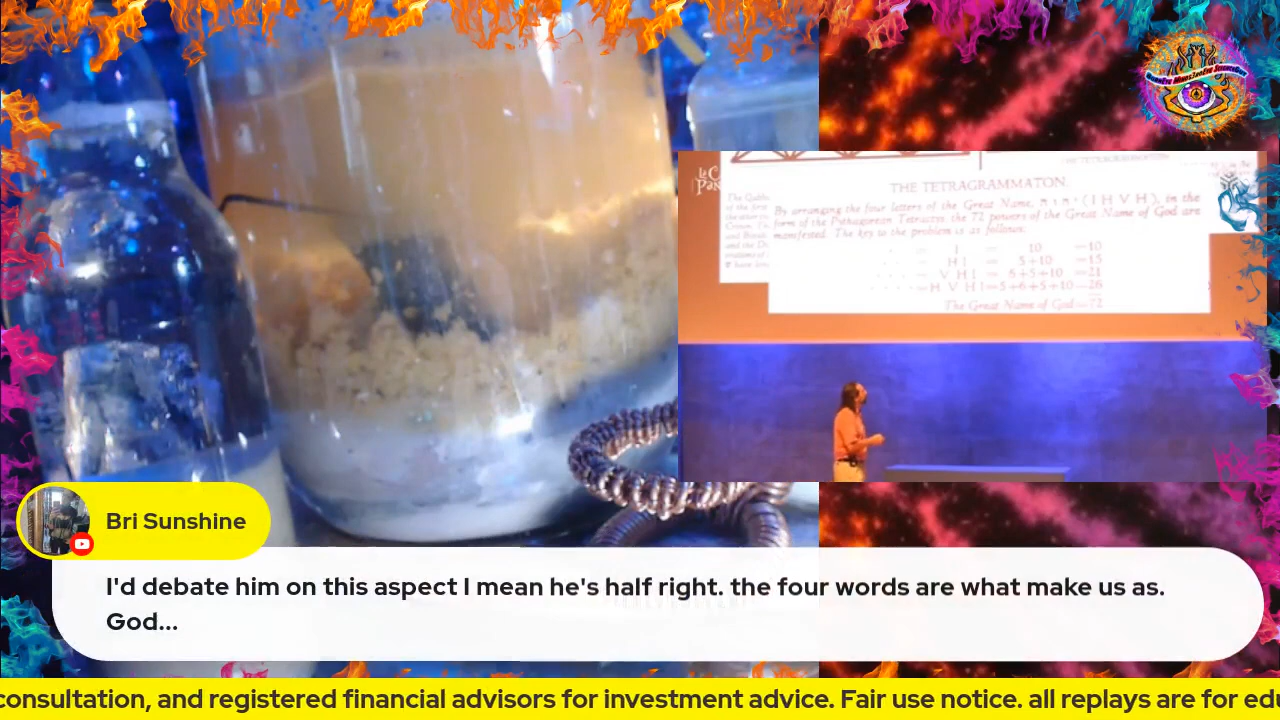 THE TETRAGRAMMATON.
By arranging the four letters of the Great Name, יהוה, (I H V H), in the
form of the Pythagorean Tetractys, the 72 powers of the Great Name of God are
manifested. The key to the problem is as follows:
= I = 10 = 10
= H I = 5+10 = 15
= V H I = 6+5+10 = 21
= H V H I = 5+6+5+10 = 26
The Great Name of God = 72
Bri Sunshine
I'd debate him on this aspect I mean he's half right. the four words are what make us as.
God...
consultation, and registered financial advisors for investment advice. Fair use notice. all replays are for edu